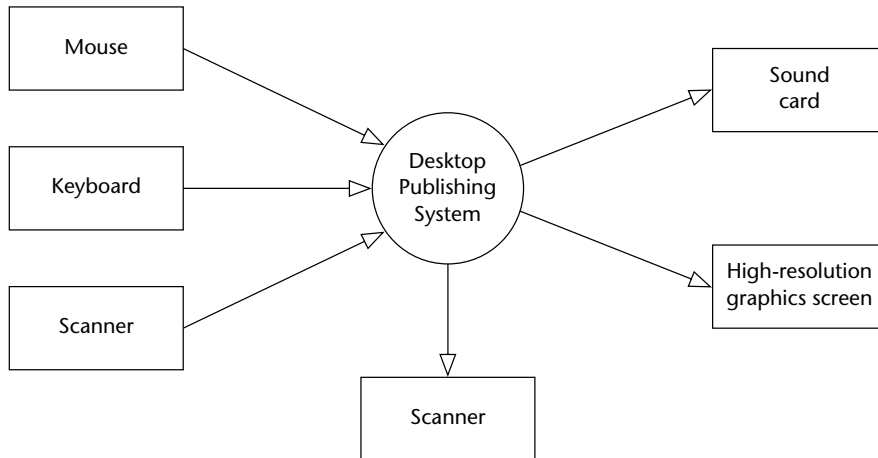 Mouse
Sound
card
Desktop
Publishing
System
Keyboard
High-resolution
graphics screen
Scanner
Scanner